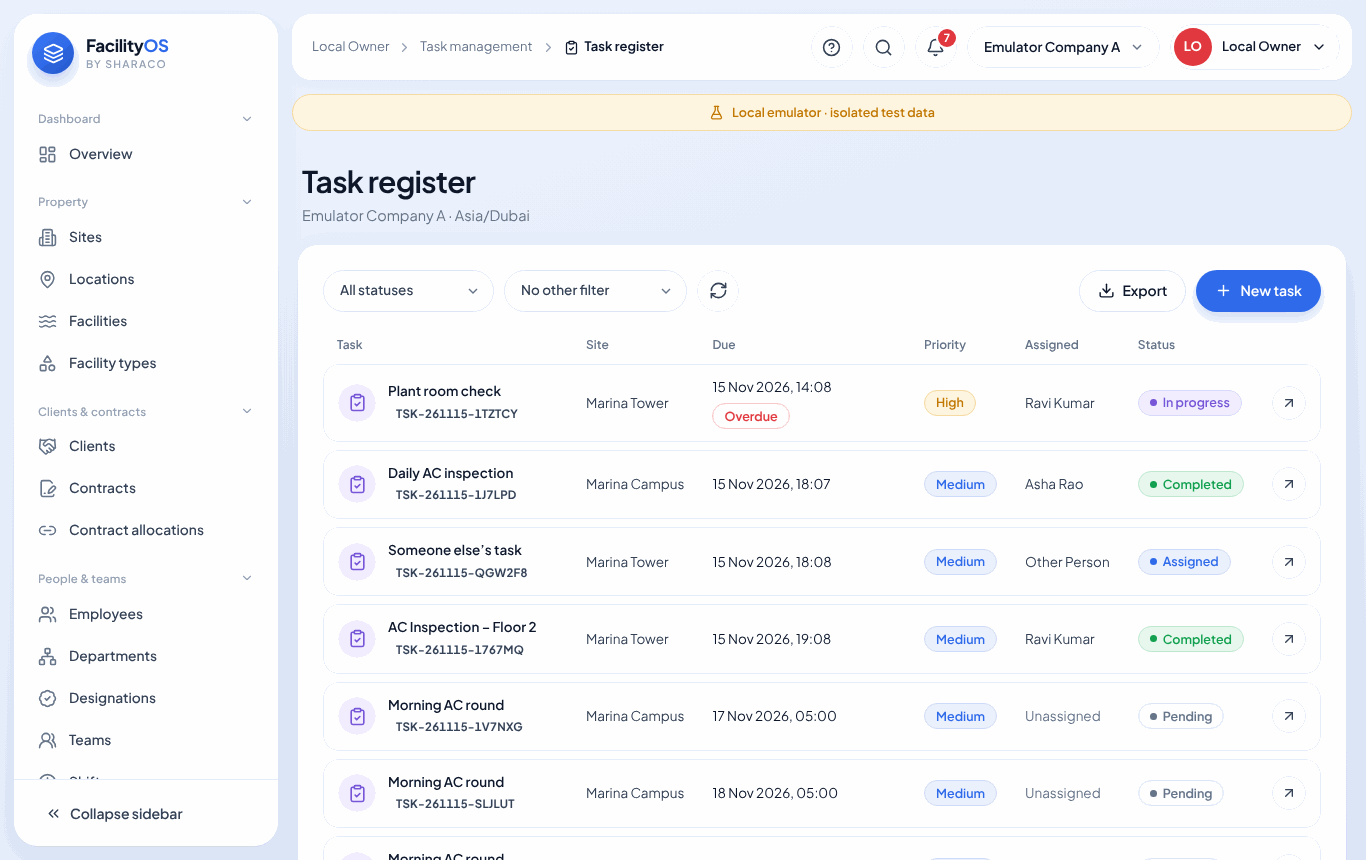 FacilityOS
BY SHARACO
Dashboard
Overview
Property
Sites
Locations
Facilities
Facility types
Clients & contracts
Clients
Contracts
Contract allocations
People & teams
Employees
Departments
Designations
Teams
Collapse sidebar
Local Owner
Task management
Task register
7
Emulator Company A
LO
Local Owner
Local emulator · isolated test data
Task register
Emulator Company A · Asia/Dubai
All statuses
No other filter
Export
New task
Task Site Due Priority Assigned Status
Plant room check
TSK-261115-1TZTCY
Marina Tower
15 Nov 2026, 14:08
Overdue
High
Ravi Kumar
In progress
Daily AC inspection
TSK-261115-1J7LPD
Marina Campus
15 Nov 2026, 18:07
Medium
Asha Rao
Completed
Someone else's task
TSK-261115-QGW2F8
Marina Tower
15 Nov 2026, 18:08
Medium
Other Person
Assigned
AC Inspection – Floor 2
TSK-261115-1767MQ
Marina Tower
15 Nov 2026, 19:08
Medium
Ravi Kumar
Completed
Morning AC round
TSK-261115-1V7NXG
Marina Campus
17 Nov 2026, 05:00
Medium
Unassigned
Pending
Morning AC round
TSK-261115-SLJLUT
Marina Campus
18 Nov 2026, 05:00
Medium
Unassigned
Pending
Morning AC round